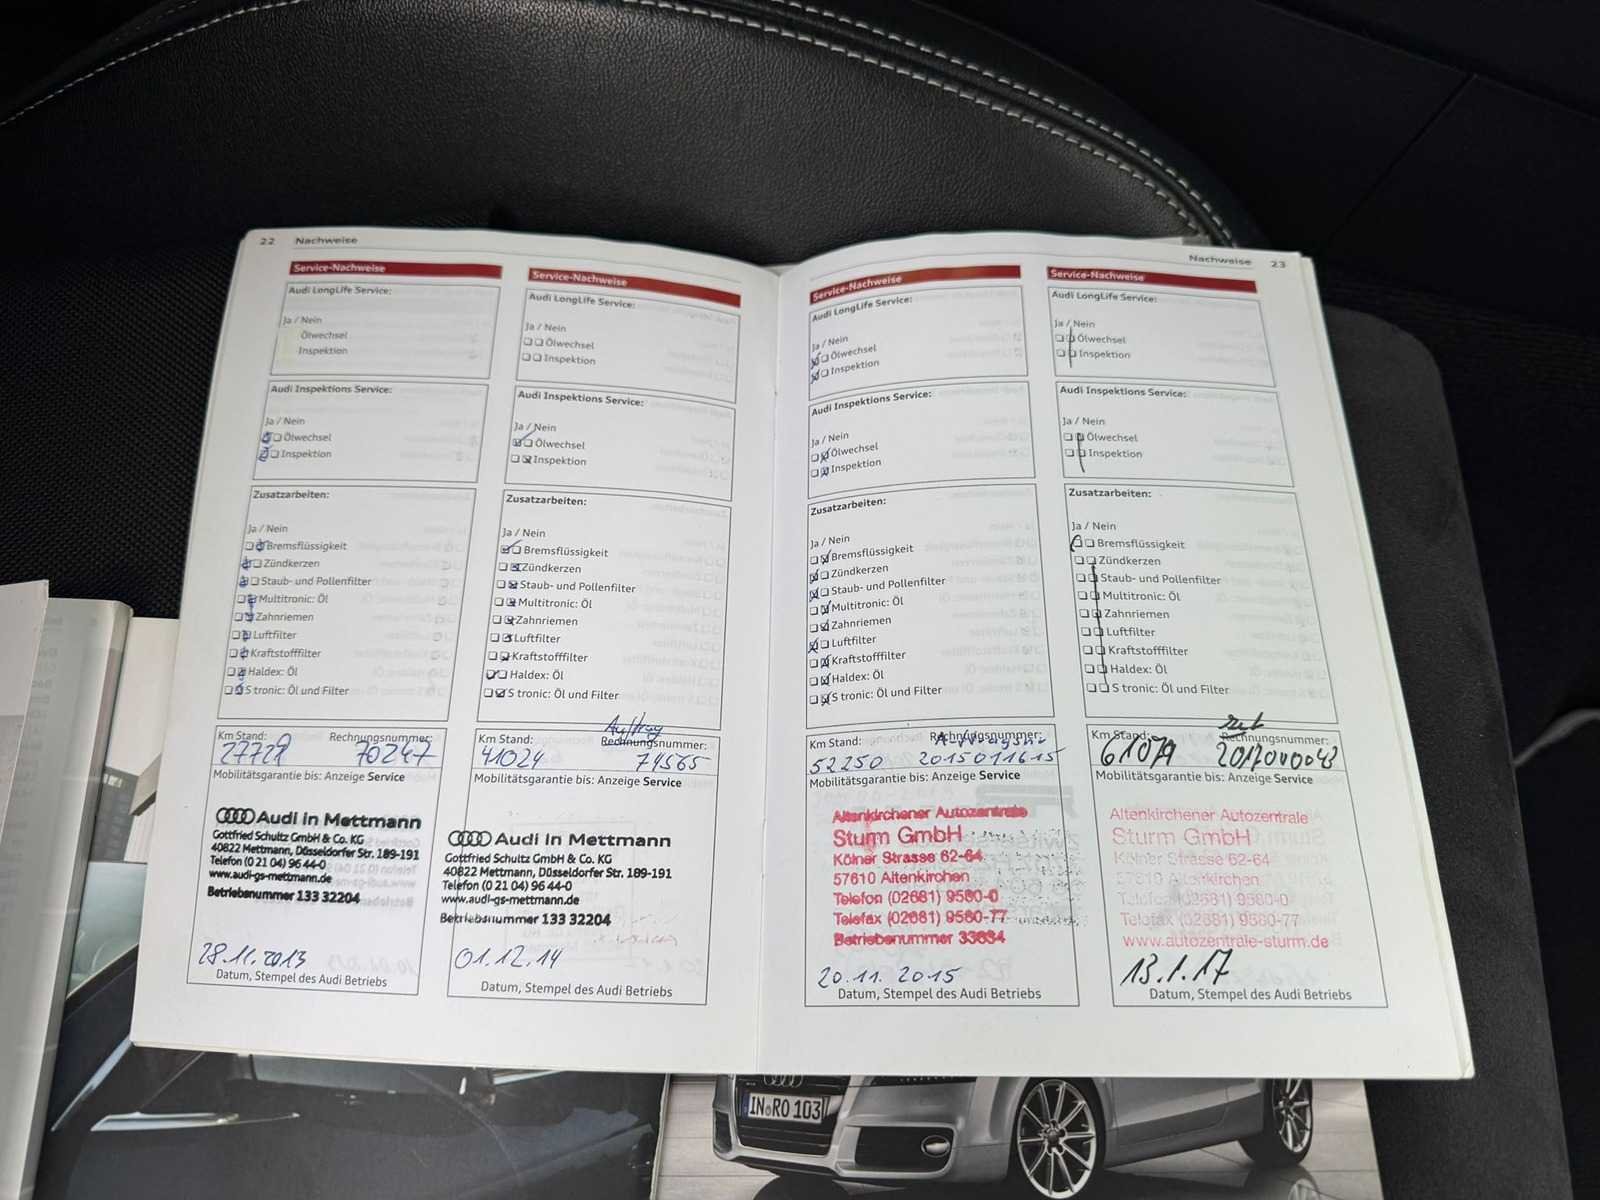 22 Nachweise
Service-Nachweise
Audi LongLife Service:
Ja / Nein
Ölwechsel
Inspektion
Audi Inspektions Service:
Ja / Nein
Ölwechsel
Inspektion
Zusatzarbeiten:
Ja / Nein
Bremsflüssigkeit
Zündkerzen
Staub- und Pollenfilter
Multitronic: Öl
Zahnriemen
Luftfilter
Kraftstofffilter
Haldex: Öl
S tronic: Öl und Filter
Km Stand: Rechnungsnummer:
27729 70247
Mobilitätsgarantie bis: Anzeige Service
Audi in Mettmann
Gottfried Schultz GmbH & Co. KG
40822 Mettmann, Düsseldorfer Str. 189-191
Telefon (0 21 04) 96 44-0
www.audi-gs-mettmann.de
Betriebsnummer 133 32204
28.11.2013
Datum, Stempel des Audi Betriebs
Service-Nachweise
Audi LongLife Service:
Ja / Nein
Ölwechsel
Inspektion
Audi Inspektions Service:
Ja / Nein
Ölwechsel
Inspektion
Zusatzarbeiten:
Ja / Nein
Bremsflüssigkeit
Zündkerzen
Staub- und Pollenfilter
Multitronic: Öl
Zahnriemen
Luftfilter
Kraftstofffilter
Haldex: Öl
S tronic: Öl und Filter
Auftrag
Km Stand: Rechnungsnummer:
41024 74565
Mobilitätsgarantie bis: Anzeige Service
Audi in Mettmann
Gottfried Schultz GmbH & Co. KG
40822 Mettmann, Düsseldorfer Str. 189-191
Telefon (0 21 04) 96 44-0
www.audi-gs-mettmann.de
Betriebsnummer 133 32204
01.12.14
Datum, Stempel des Audi Betriebs
Nachweise 23
Service-Nachweise
Audi LongLife Service:
Ja / Nein
Ölwechsel
Inspektion
Audi Inspektions Service:
Ja / Nein
Ölwechsel
Inspektion
Zusatzarbeiten:
Ja / Nein
Bremsflüssigkeit
Zündkerzen
Staub- und Pollenfilter
Multitronic: Öl
Zahnriemen
Luftfilter
Kraftstofffilter
Haldex: Öl
S tronic: Öl und Filter
Km Stand: Rechnungsnummer:
52250 2015011615
Mobilitätsgarantie bis: Anzeige Service
Altenkirchener Autozentrale
Sturm GmbH
Kölner Strasse 62-64
57610 Altenkirchen
Telefon (02681) 9580-0
Telefax (02681) 9580-77
Betriebenummer 33634
20.11.2015
Datum, Stempel des Audi Betriebs
Service-Nachweise
Audi LongLife Service:
Ja / Nein
Ölwechsel
Inspektion
Audi Inspektions Service:
Ja / Nein
Ölwechsel
Inspektion
Zusatzarbeiten:
Ja / Nein
Bremsflüssigkeit
Zündkerzen
Staub- und Pollenfilter
Multitronic: Öl
Zahnriemen
Luftfilter
Kraftstofffilter
Haldex: Öl
S tronic: Öl und Filter
Km Stand: Rechnungsnummer:
61079 2017000043
Mobilitätsgarantie bis: Anzeige Service
Altenkirchener Autozentrale
Sturm GmbH
Kölner Strasse 62-64
57610 Altenkirchen
Telefon (02681) 9580-0
Telefax (02681) 9580-77
www.autozentrale-sturm.de
13.1.17
Datum, Stempel des Audi Betriebs
IN RO 103